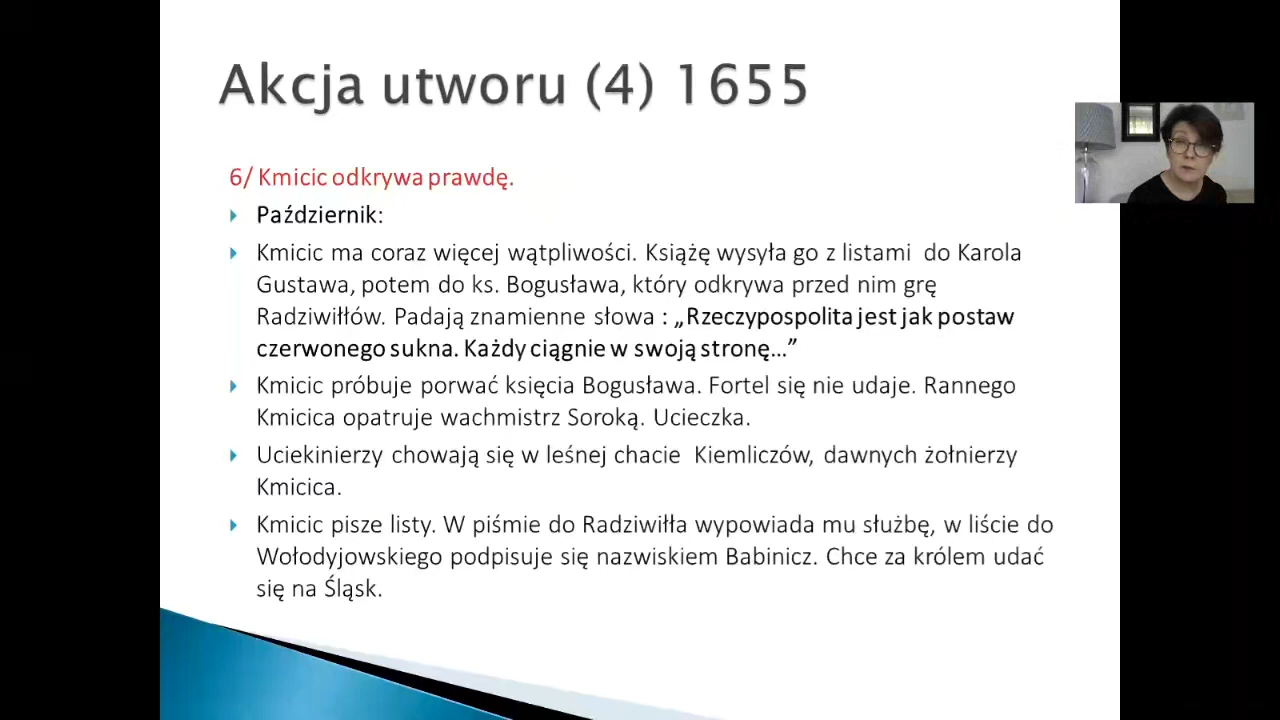 Akcja utworu (4) 1655
6/ Kmicic odkrywa prawdę.
Październik:
Kmicic ma coraz więcej wątpliwości. Książę wysyła go z listami do Karola
Gustawa, potem do ks. Bogusława, który odkrywa przed nim grę
Radziwiłłów. Padają znamienne słowa : „Rzeczypospolita jest jak postaw
czerwonego sukna. Każdy ciągnie w swoją stronę...”
Kmicic próbuje porwać księcia Bogusława. Fortel się nie udaje. Rannego
Kmicica opatruje wachmistrz Soroką. Ucieczka.
Uciekinierzy chowają się w leśnej chacie Kiemliczów, dawnych żołnierzy
Kmicica.
Kmicic pisze listy. W piśmie do Radziwiłła wypowiada mu służbę, w liście do
Wołodyjowskiego podpisuje się nazwiskiem Babinicz. Chce za królem udać
się na Śląsk.